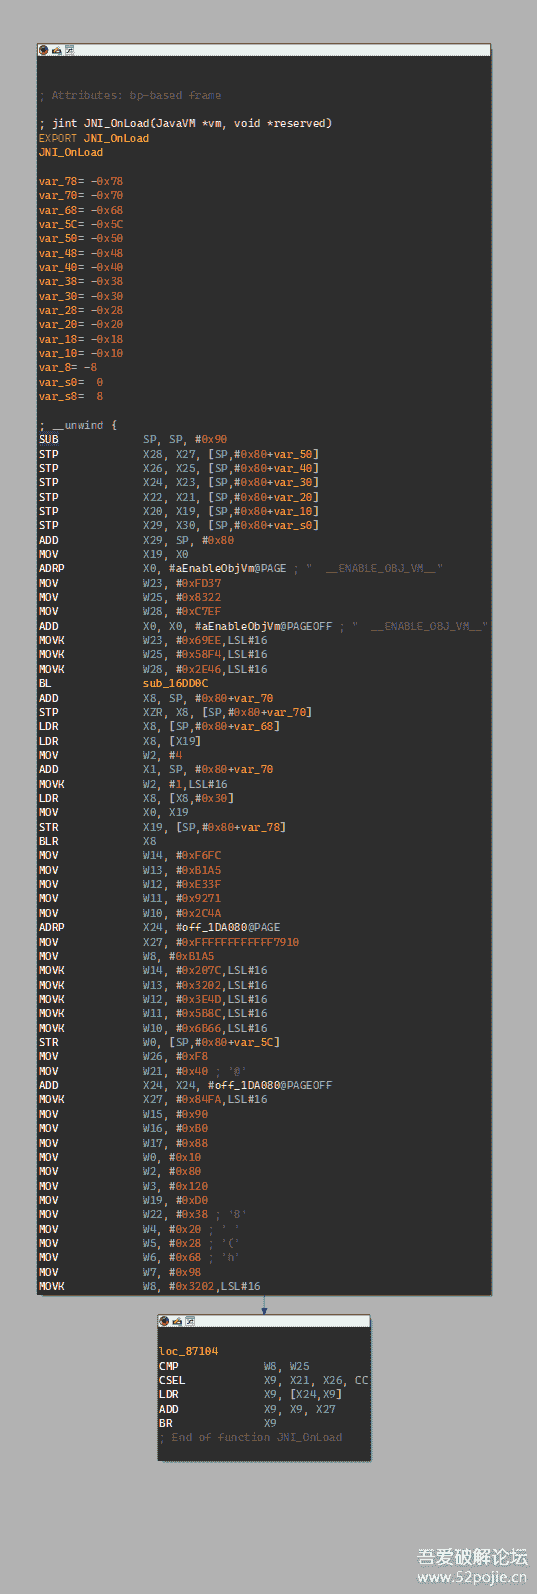 ; Attributes: bp-based frame
; jint JNI_OnLoad(JavaVM *vm, void *reserved)
EXPORT JNI_OnLoad
JNI_OnLoad
var_78= -0x78
var_70= -0x70
var_68= -0x68
var_5C= -0x5C
var_50= -0x50
var_48= -0x48
var_40= -0x40
var_38= -0x38
var_30= -0x30
var_28= -0x28
var_20= -0x20
var_18= -0x18
var_10= -0x10
var_8= -8
var_s0= 0
var_s8= 8
; __unwind {
SUB SP, SP, #0x90
STP X28, X27, [SP,#0x80+var_50]
STP X26, X25, [SP,#0x80+var_40]
STP X24, X23, [SP,#0x80+var_30]
STP X22, X21, [SP,#0x80+var_20]
STP X20, X19, [SP,#0x80+var_10]
STP X29, X30, [SP,#0x80+var_s0]
ADD X29, SP, #0x80
MOV X19, X0
ADRP X0, #aEnableObjVm@PAGE ; "  __ENABLE_OBJ_VM__"
MOV W23, #0xFD37
MOV W25, #0x8322
MOV W28, #0xC7EF
ADD X0, X0, #aEnableObjVm@PAGEOFF ; "  __ENABLE_OBJ_VM__"
MOVK W23, #0x69EE,LSL#16
MOVK W25, #0x58F4,LSL#16
MOVK W28, #0x2E46,LSL#16
BL sub_16DD0C
ADD X8, SP, #0x80+var_70
STP XZR, X8, [SP,#0x80+var_70]
LDR X8, [SP,#0x80+var_68]
LDR X8, [X19]
MOV W2, #4
ADD X1, SP, #0x80+var_70
MOVK W2, #1,LSL#16
LDR X8, [X8,#0x30]
MOV X0, X19
STR X19, [SP,#0x80+var_78]
BLR X8
MOV W14, #0xF6FC
MOV W13, #0xB1A5
MOV W12, #0xE33F
MOV W11, #0x9271
MOV W10, #0x2C4A
ADRP X24, #off_1DA080@PAGE
MOV X27, #0xFFFFFFFFFFFF7910
MOV W8, #0xB1A5
MOVK W14, #0x207C,LSL#16
MOVK W13, #0x3202,LSL#16
MOVK W12, #0x3E4D,LSL#16
MOVK W11, #0x5B8C,LSL#16
MOVK W10, #0x6B66,LSL#16
STR W0, [SP,#0x80+var_5C]
MOV W26, #0xF8
MOV W21, #0x40 ; '@'
ADD X24, X24, #off_1DA080@PAGEOFF
MOVK X27, #0x84FA,LSL#16
MOV W15, #0x90
MOV W16, #0xB0
MOV W17, #0x88
MOV W0, #0x10
MOV W2, #0x80
MOV W3, #0x120
MOV W19, #0xD0
MOV W22, #0x38 ; '8'
MOV W4, #0x20 ; ' '
MOV W5, #0x28 ; '('
MOV W6, #0x68 ; 'h'
MOV W7, #0x98
MOVK W8, #0x3202,LSL#16
loc_87104
CMP W8, W25
CSEL X9, X21, X26, CC
LDR X9, [X24,X9]
ADD X9, X9, X27
BR X9
; End of function JNI_OnLoad
吾爱破解论坛
www.52pojie.cn